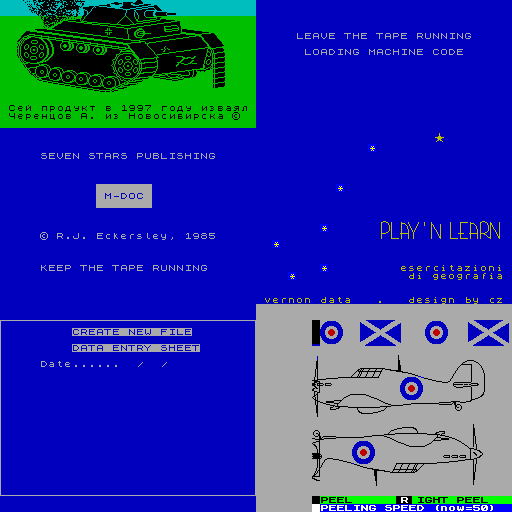 Сей продукт в 1997 году изваял
Черенцов А. из Новосибирска ©
LEAVE THE TAPE RUNNING
LOADING MACHINE CODE
SEVEN STARS PUBLISHING
M-DOC
© R.J. Eckersley, 1985
KEEP THE TAPE RUNNING
PLAY'N LEARN
esercitazioni
di geografia
vernon data . design by cz
CREATE NEW FILE
DATA ENTRY SHEET
Date...... / /
PEEL R IGHT PEEL
PEELING SPEED (now=50)